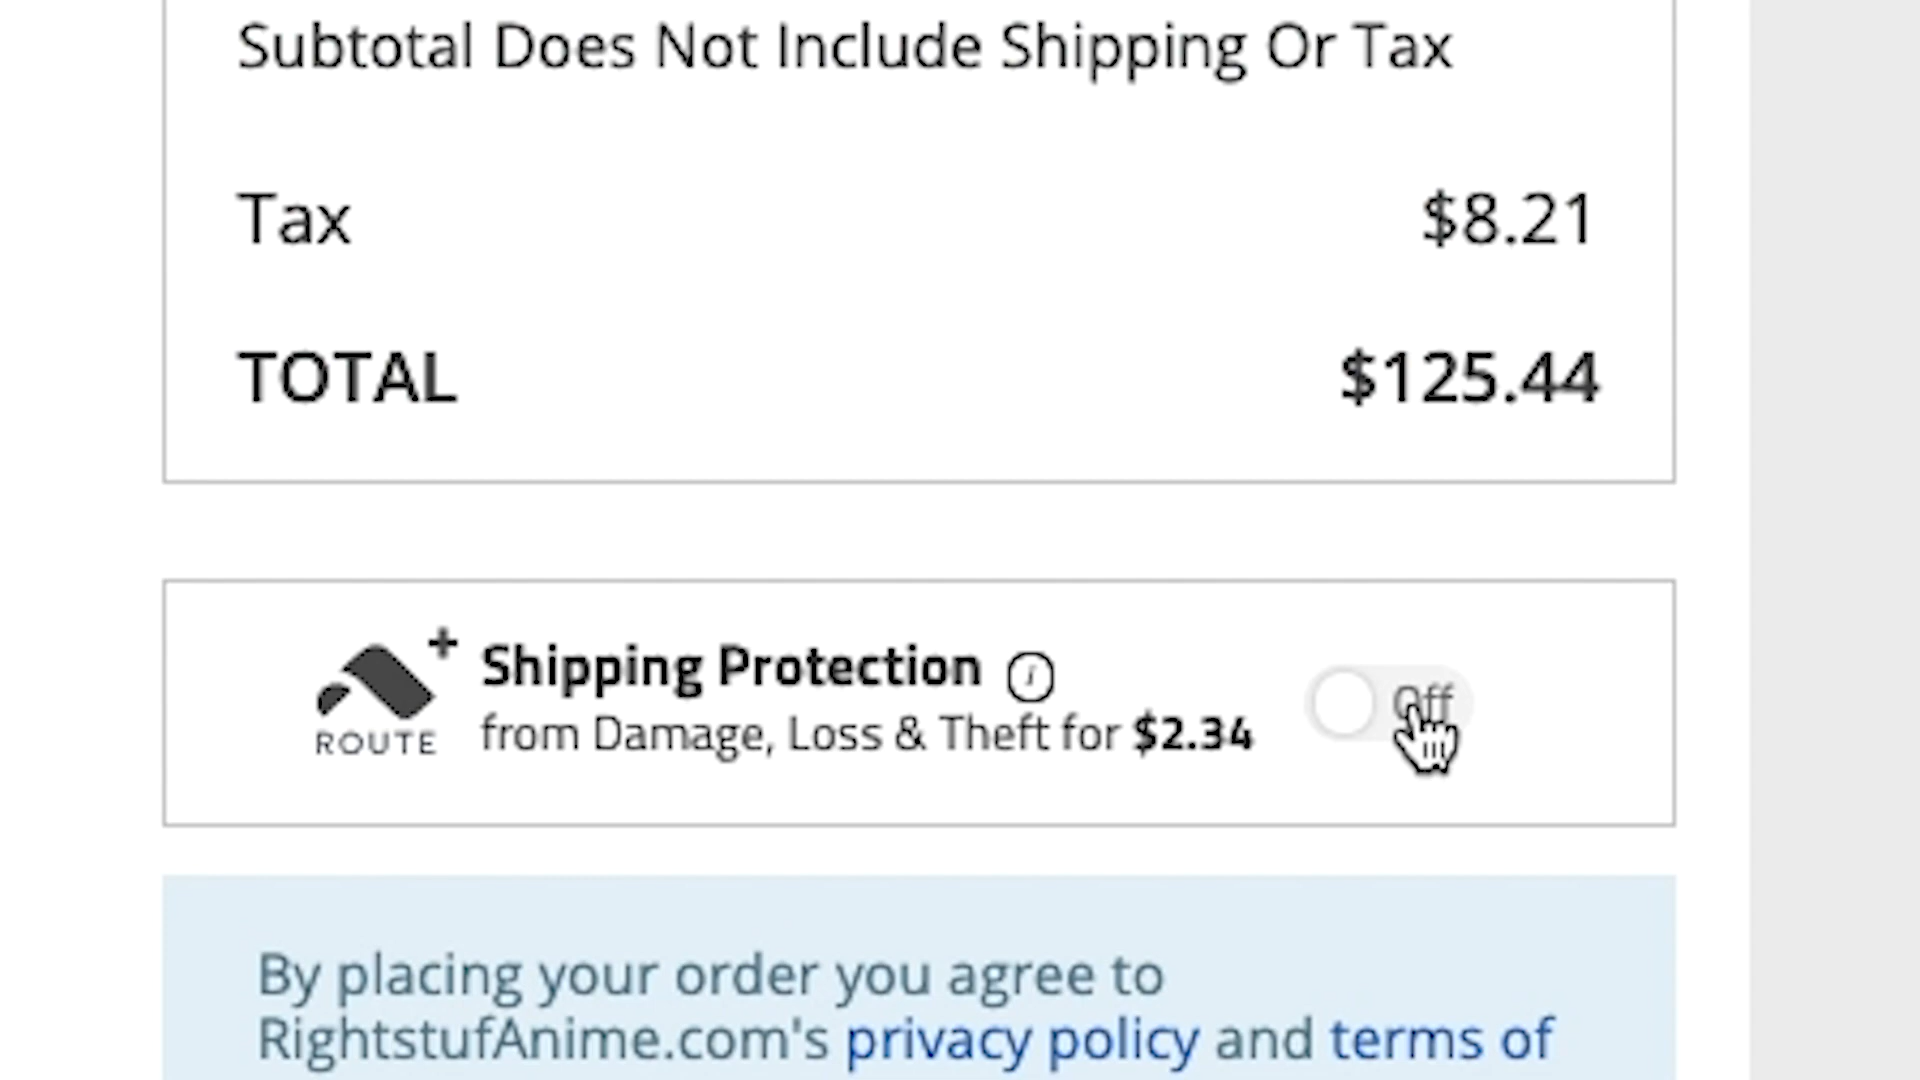 Subtotal Does Not Include Shipping Or Tax
Tax $8.21
TOTAL $125.44
+
ROUTE
Shipping Protection i
from Damage, Loss & Theft for $2.34
Off
By placing your order you agree to
RightstufAnime.com's privacy policy and terms of